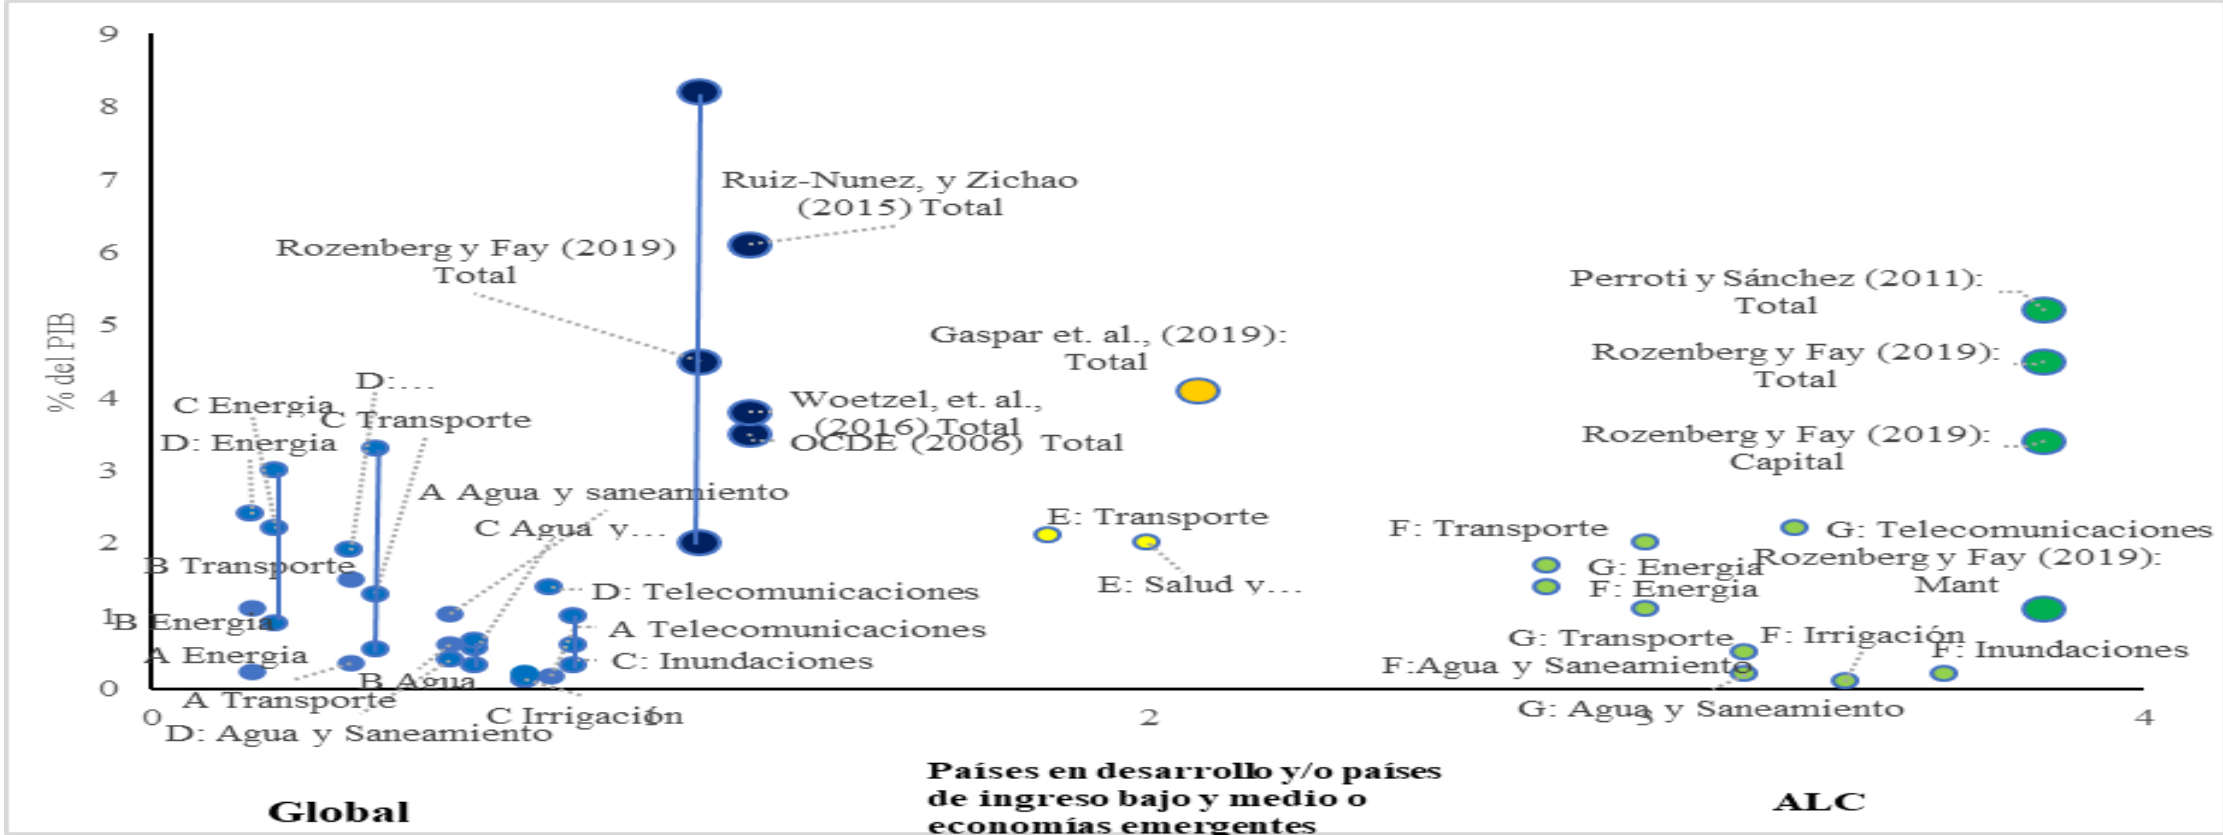 9
8
7
6
5
4
3
2
1
0
% del PIB
Ruiz-Nunez, y Zichao
(2015) Total
Rozenberg y Fay (2019)
Total
Perroti y Sánchez (2011):
Total
Gaspar et. al., (2019):
Total
Rozenberg y Fay (2019):
Total
D:...
C Energia
C Transporte
D: Energia
Woetzel, et. al.,
(2016) Total
OCDE (2006) Total
Rozenberg y Fay (2019):
Capital
A Agua y saneamiento
C Agua y...
E: Transporte
F: Transporte
G: Telecomunicaciones
B Transporte
G: Energia
Rozenberg y Fay (2019):
Mant
E: Salud y...
F: Energia
D: Telecomunicaciones
B Energia
A Telecomunicaciones
G: Transporte
F: Irrigación
F: Inundaciones
A Energia
C: Inundaciones
F:Agua y Saneamiento
B Agua
A Transporte
C Irrigación
G: Agua y Saneamiento
D: Agua y Saneamiento
0
1
2
3
4
Países en desarrollo y/o países
de ingreso bajo y medio o
economías emergentes
Global
ALC